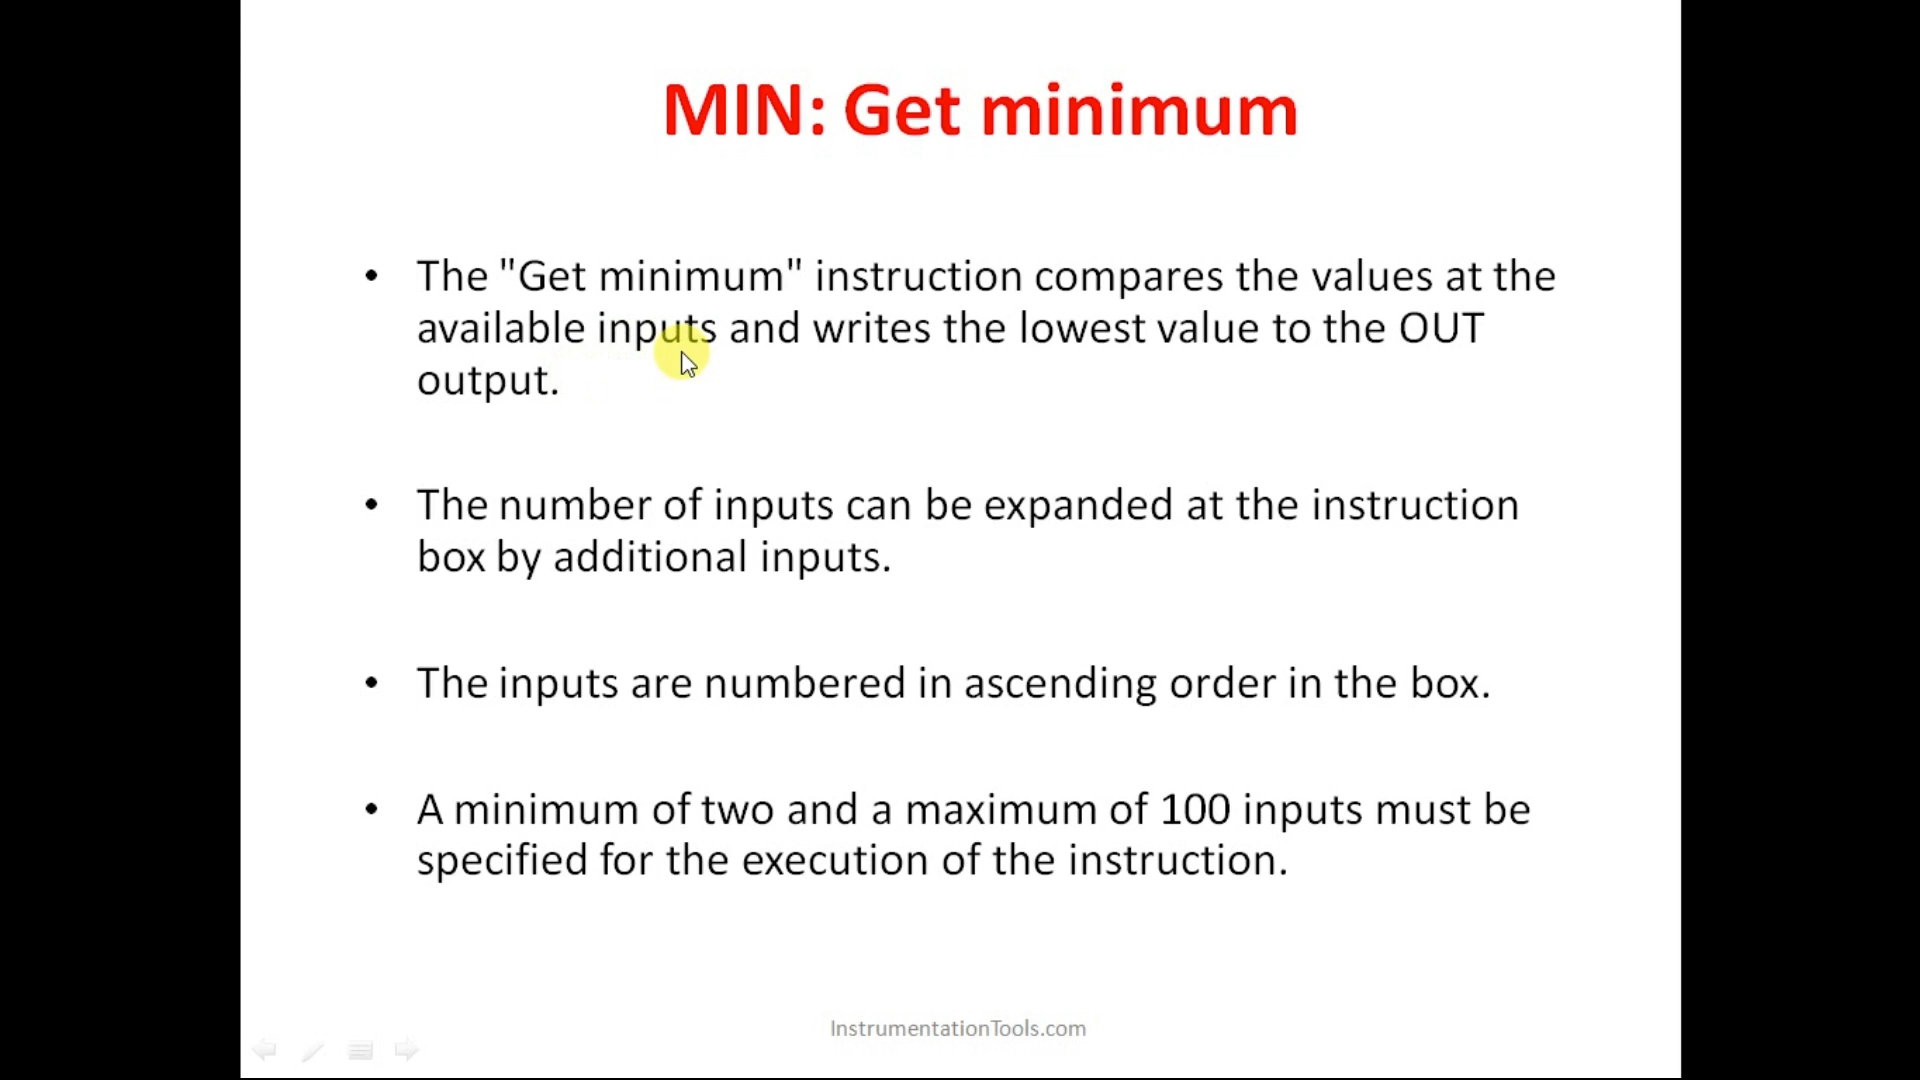 MIN: Get minimum
• The "Get minimum" instruction compares the values at the
available inputs and writes the lowest value to the OUT
output.
• The number of inputs can be expanded at the instruction
box by additional inputs.
• The inputs are numbered in ascending order in the box.
• A minimum of two and a maximum of 100 inputs must be
specified for the execution of the instruction.
InstrumentationTools.com